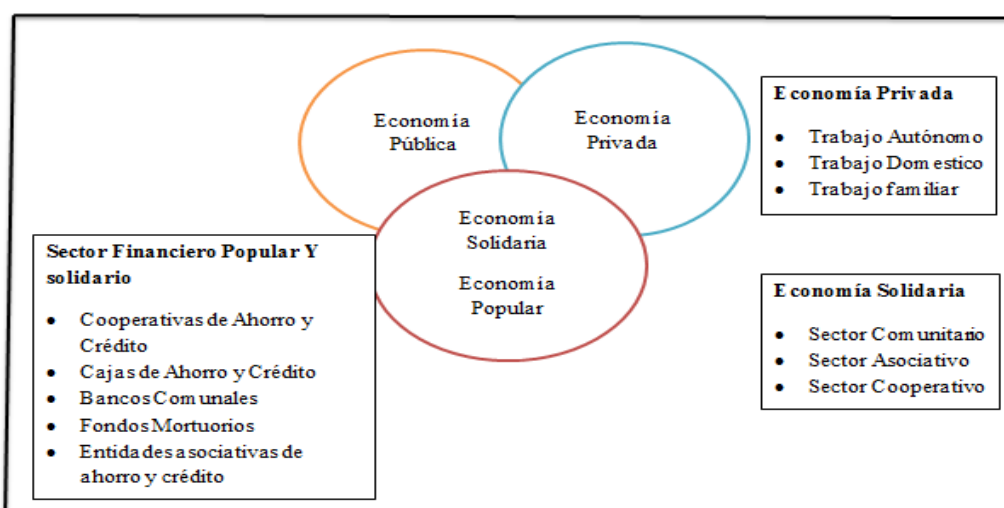 Economía
Pública
Economía
Privada
Economía
Solidaria
Economía
Popular
Economía Privada
• Trabajo Autónomo
• Trabajo Domestico
• Trabajo familiar
Sector Financiero Popular Y
solidario
• Cooperativas de Ahorro y
Crédito
• Cajas de Ahorro y Crédito
• Bancos Comunales
• Fondos Mortuorios
• Entidades asociativas de
ahorro y crédito
Economía Solidaria
• Sector Comunitario
• Sector Asociativo
• Sector Cooperativo